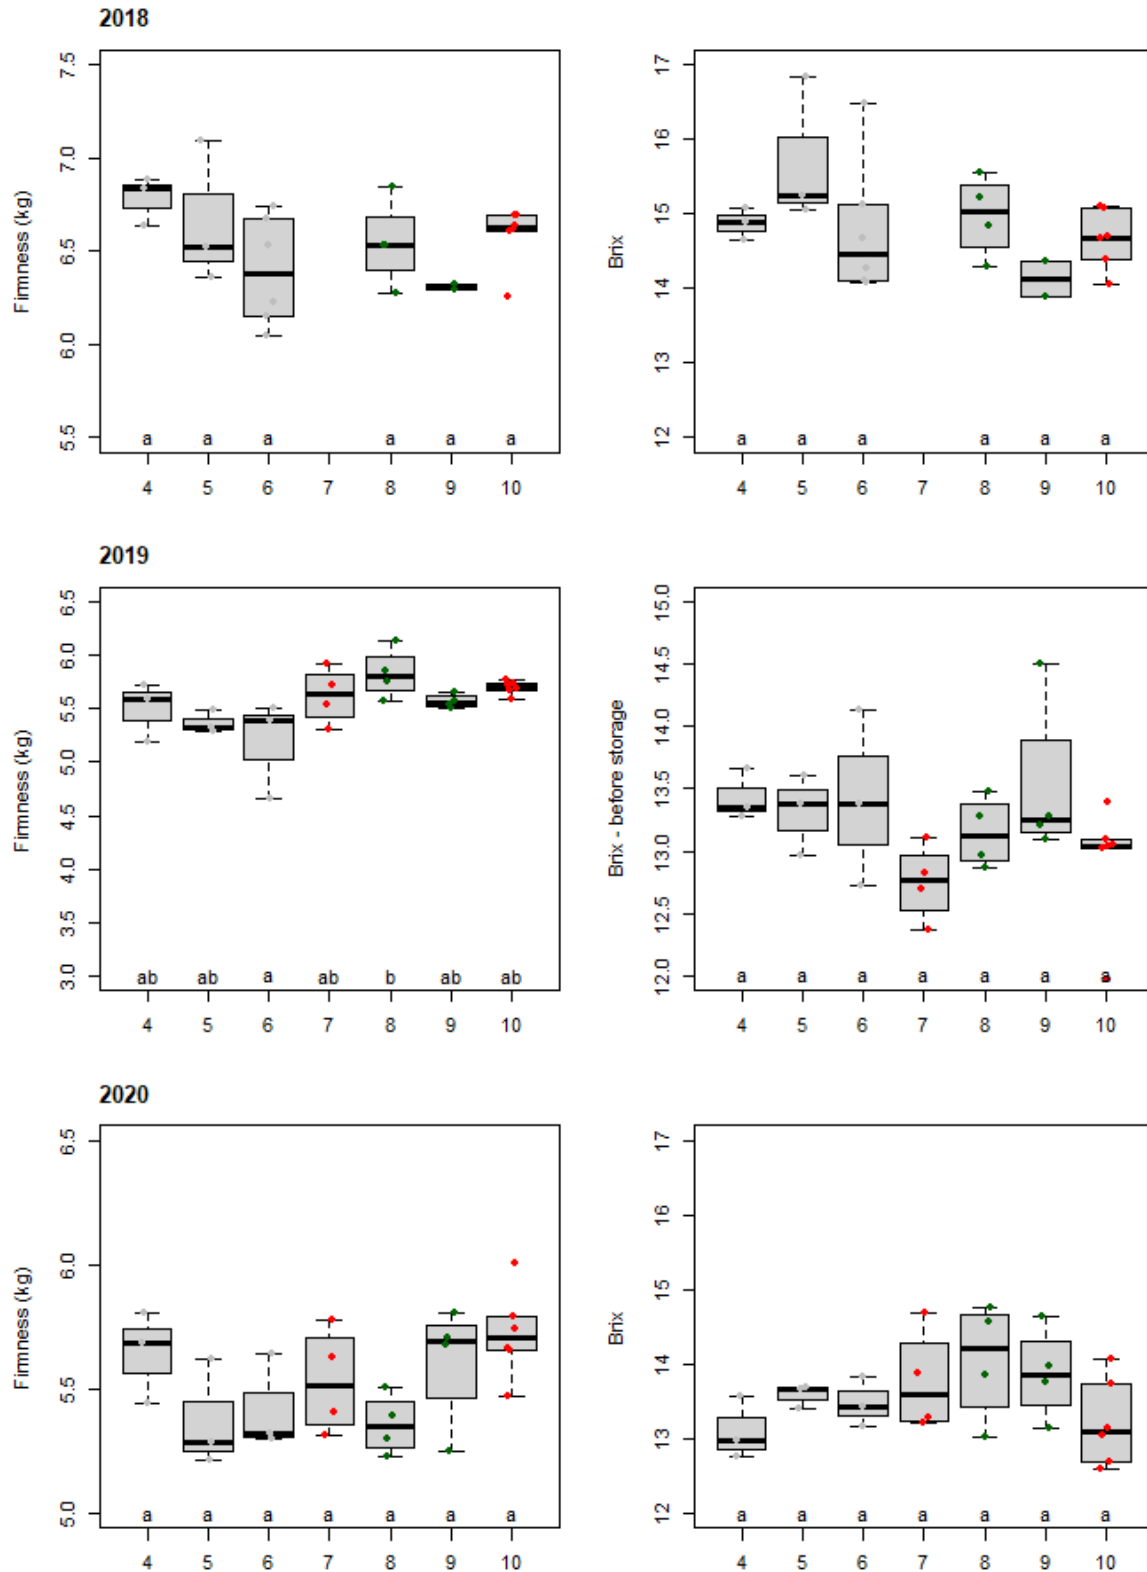 2018
7.5
7.0
6.5
6.0
5.5
Firmness (kg)
a a a a a a
4 5 6 7 8 9 10
17
16
15
14
13
12
Brix
a a a a a a
4 5 6 7 8 9 10
2019
6.5
6.0
5.5
5.0
4.5
4.0
3.5
3.0
Firmness (kg)
ab ab a ab b ab ab
4 5 6 7 8 9 10
15.0
14.5
14.0
13.5
13.0
12.5
12.0
Brix - before storage
a a a a a a a
4 5 6 7 8 9 10
2020
6.5
6.0
5.5
5.0
Firmness (kg)
a a a a a a a
4 5 6 7 8 9 10
17
16
15
14
13
12
Brix
a a a a a a a
4 5 6 7 8 9 10